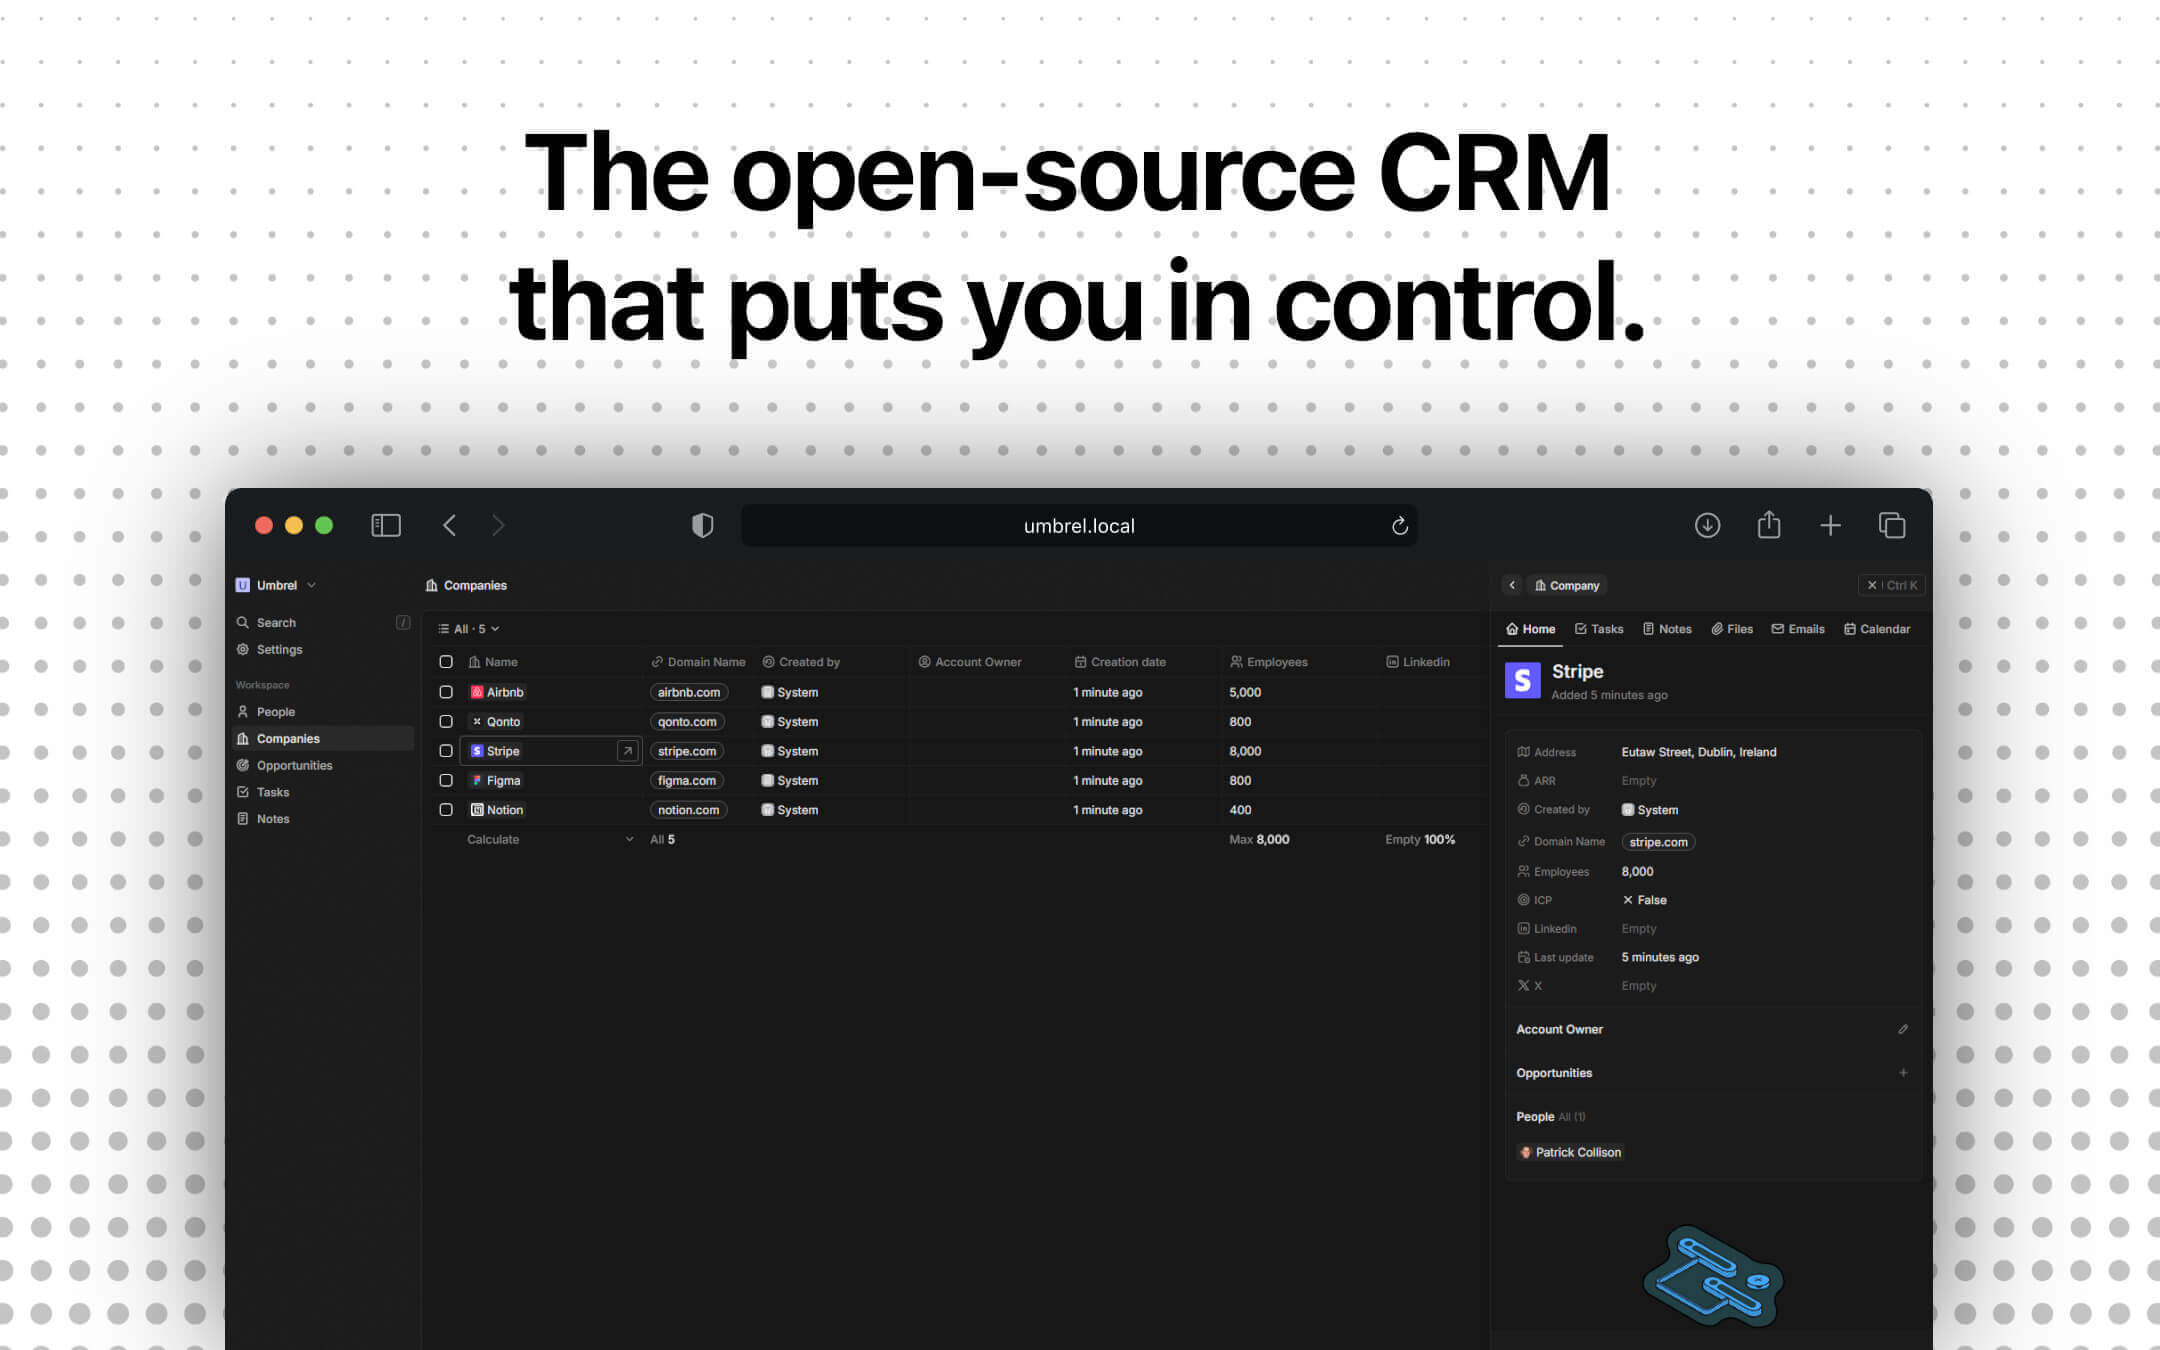 The open-source CRM
that puts you in control.
umbrel.local
U Umbrel
Search /
Settings
Workspace
People
Companies
Opportunities
Tasks
Notes
Companies
All · 5
Name Domain Name Created by Account Owner Creation date Employees Linkedin
Airbnb airbnb.com System 1 minute ago 5,000
Qonto qonto.com System 1 minute ago 800
Stripe stripe.com System 1 minute ago 8,000
Figma figma.com System 1 minute ago 800
Notion notion.com System 1 minute ago 400
Calculate All 5 Max 8,000 Empty 100%
Company Ctrl K
Home Tasks Notes Files Emails Calendar
S Stripe
Added 5 minutes ago
Address Eutaw Street, Dublin, Ireland
ARR Empty
Created by System
Domain Name stripe.com
Employees 8,000
ICP False
Linkedin Empty
Last update 5 minutes ago
X Empty
Account Owner
Opportunities
People All (1)
Patrick Collison